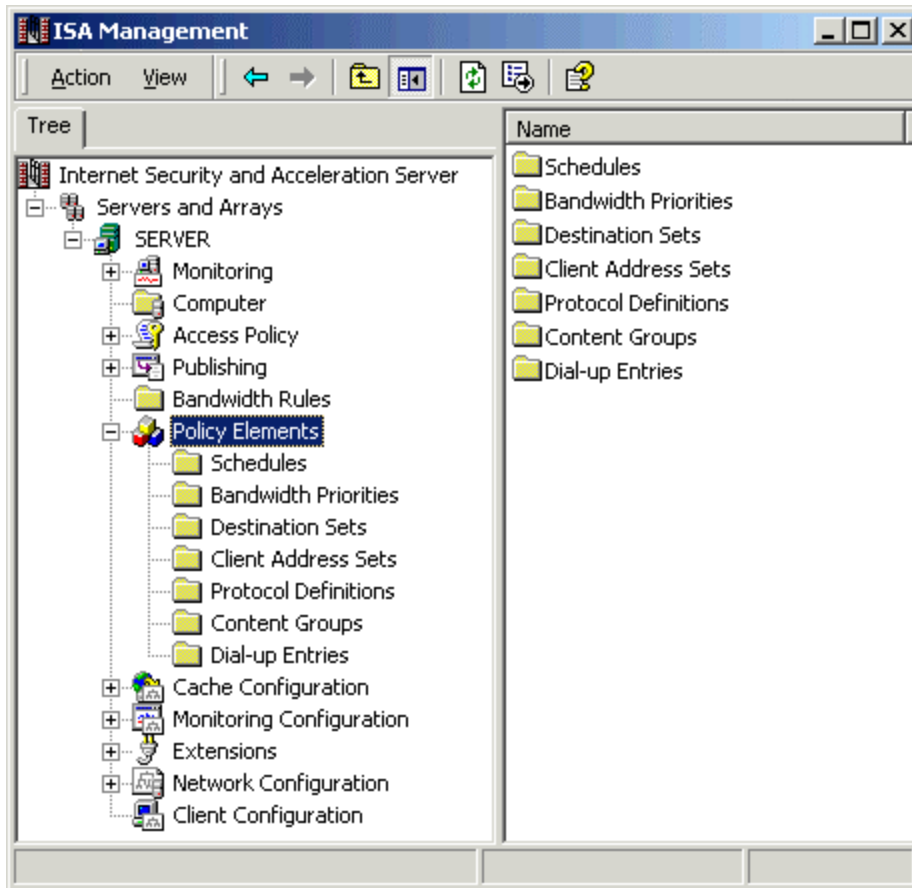 ISA Management
Action View
Tree
Name
Internet Security and Acceleration Server
Servers and Arrays
SERVER
Monitoring
Computer
Access Policy
Publishing
Bandwidth Rules
Policy Elements
Schedules
Bandwidth Priorities
Destination Sets
Client Address Sets
Protocol Definitions
Content Groups
Dial-up Entries
Cache Configuration
Monitoring Configuration
Extensions
Network Configuration
Client Configuration
Schedules
Bandwidth Priorities
Destination Sets
Client Address Sets
Protocol Definitions
Content Groups
Dial-up Entries